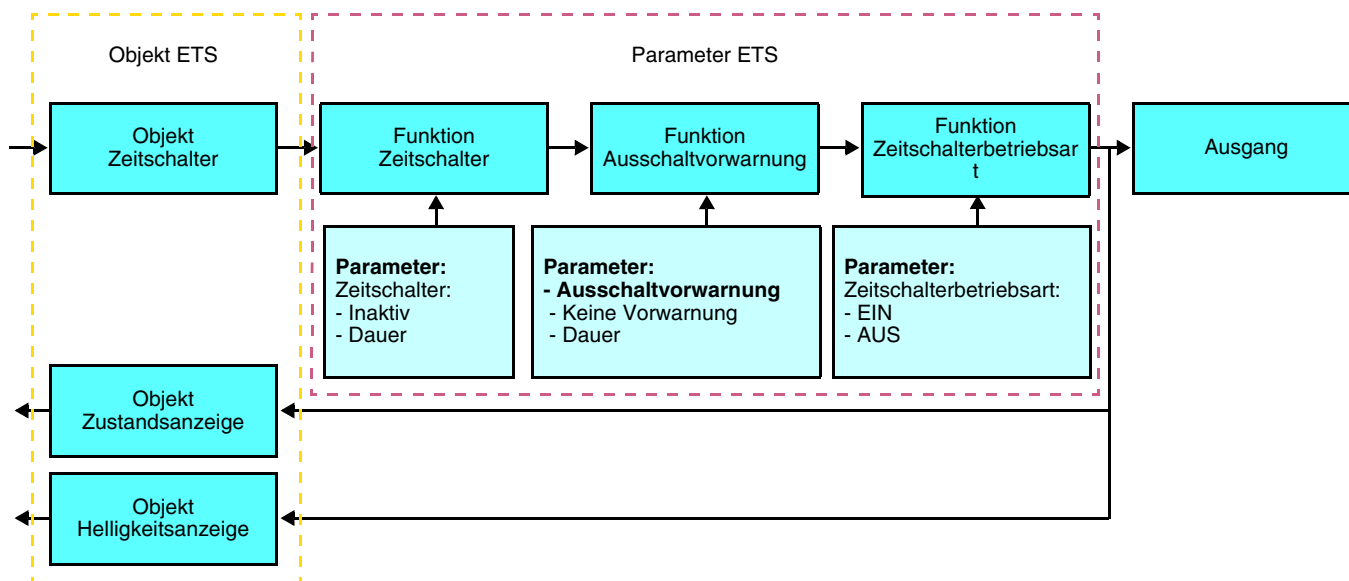 Objekt ETS
Parameter ETS
Objekt
Zeitschalter
Funktion
Zeitschalter
Funktion
Ausschaltvorwarnung
Funktion
Zeitschalterbetriebsar
t
Ausgang
Parameter:
Zeitschalter:
- Inaktiv
- Dauer
Parameter:
- Ausschaltvorwarnung
- Keine Vorwarnung
- Dauer
Parameter:
Zeitschalterbetriebsart:
- EIN
- AUS
Objekt
Zustandsanzeige
Objekt
Helligkeitsanzeige